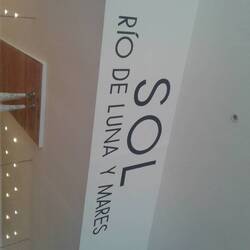 SOL
RÍO DE LUNA Y MARES